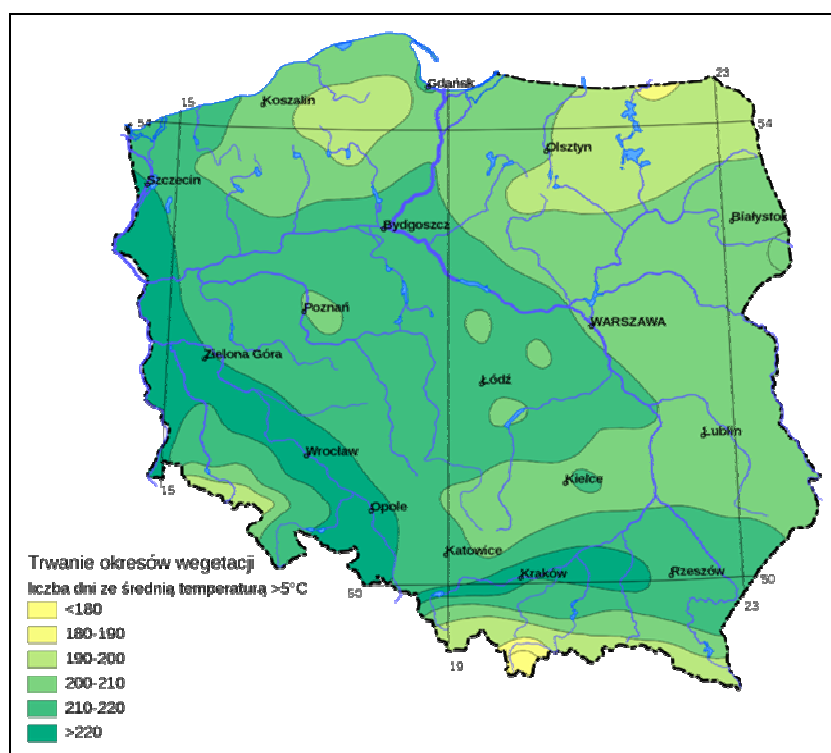 23
Gdańsk
15
Koszalin
54
54
Olsztyn
Szczecin
Białystok
Bydgoszcz
Poznań
WARSZAWA
Zielona Góra
Łódź
Lublin
Wrocław
Kielce
15
Opole
Katowice
Kraków
Rzeszów
50
50
23
19
Trwanie okresów wegetacji
liczba dni ze średnią temperaturą >5°C
<180
180-190
190-200
200-210
210-220
>220